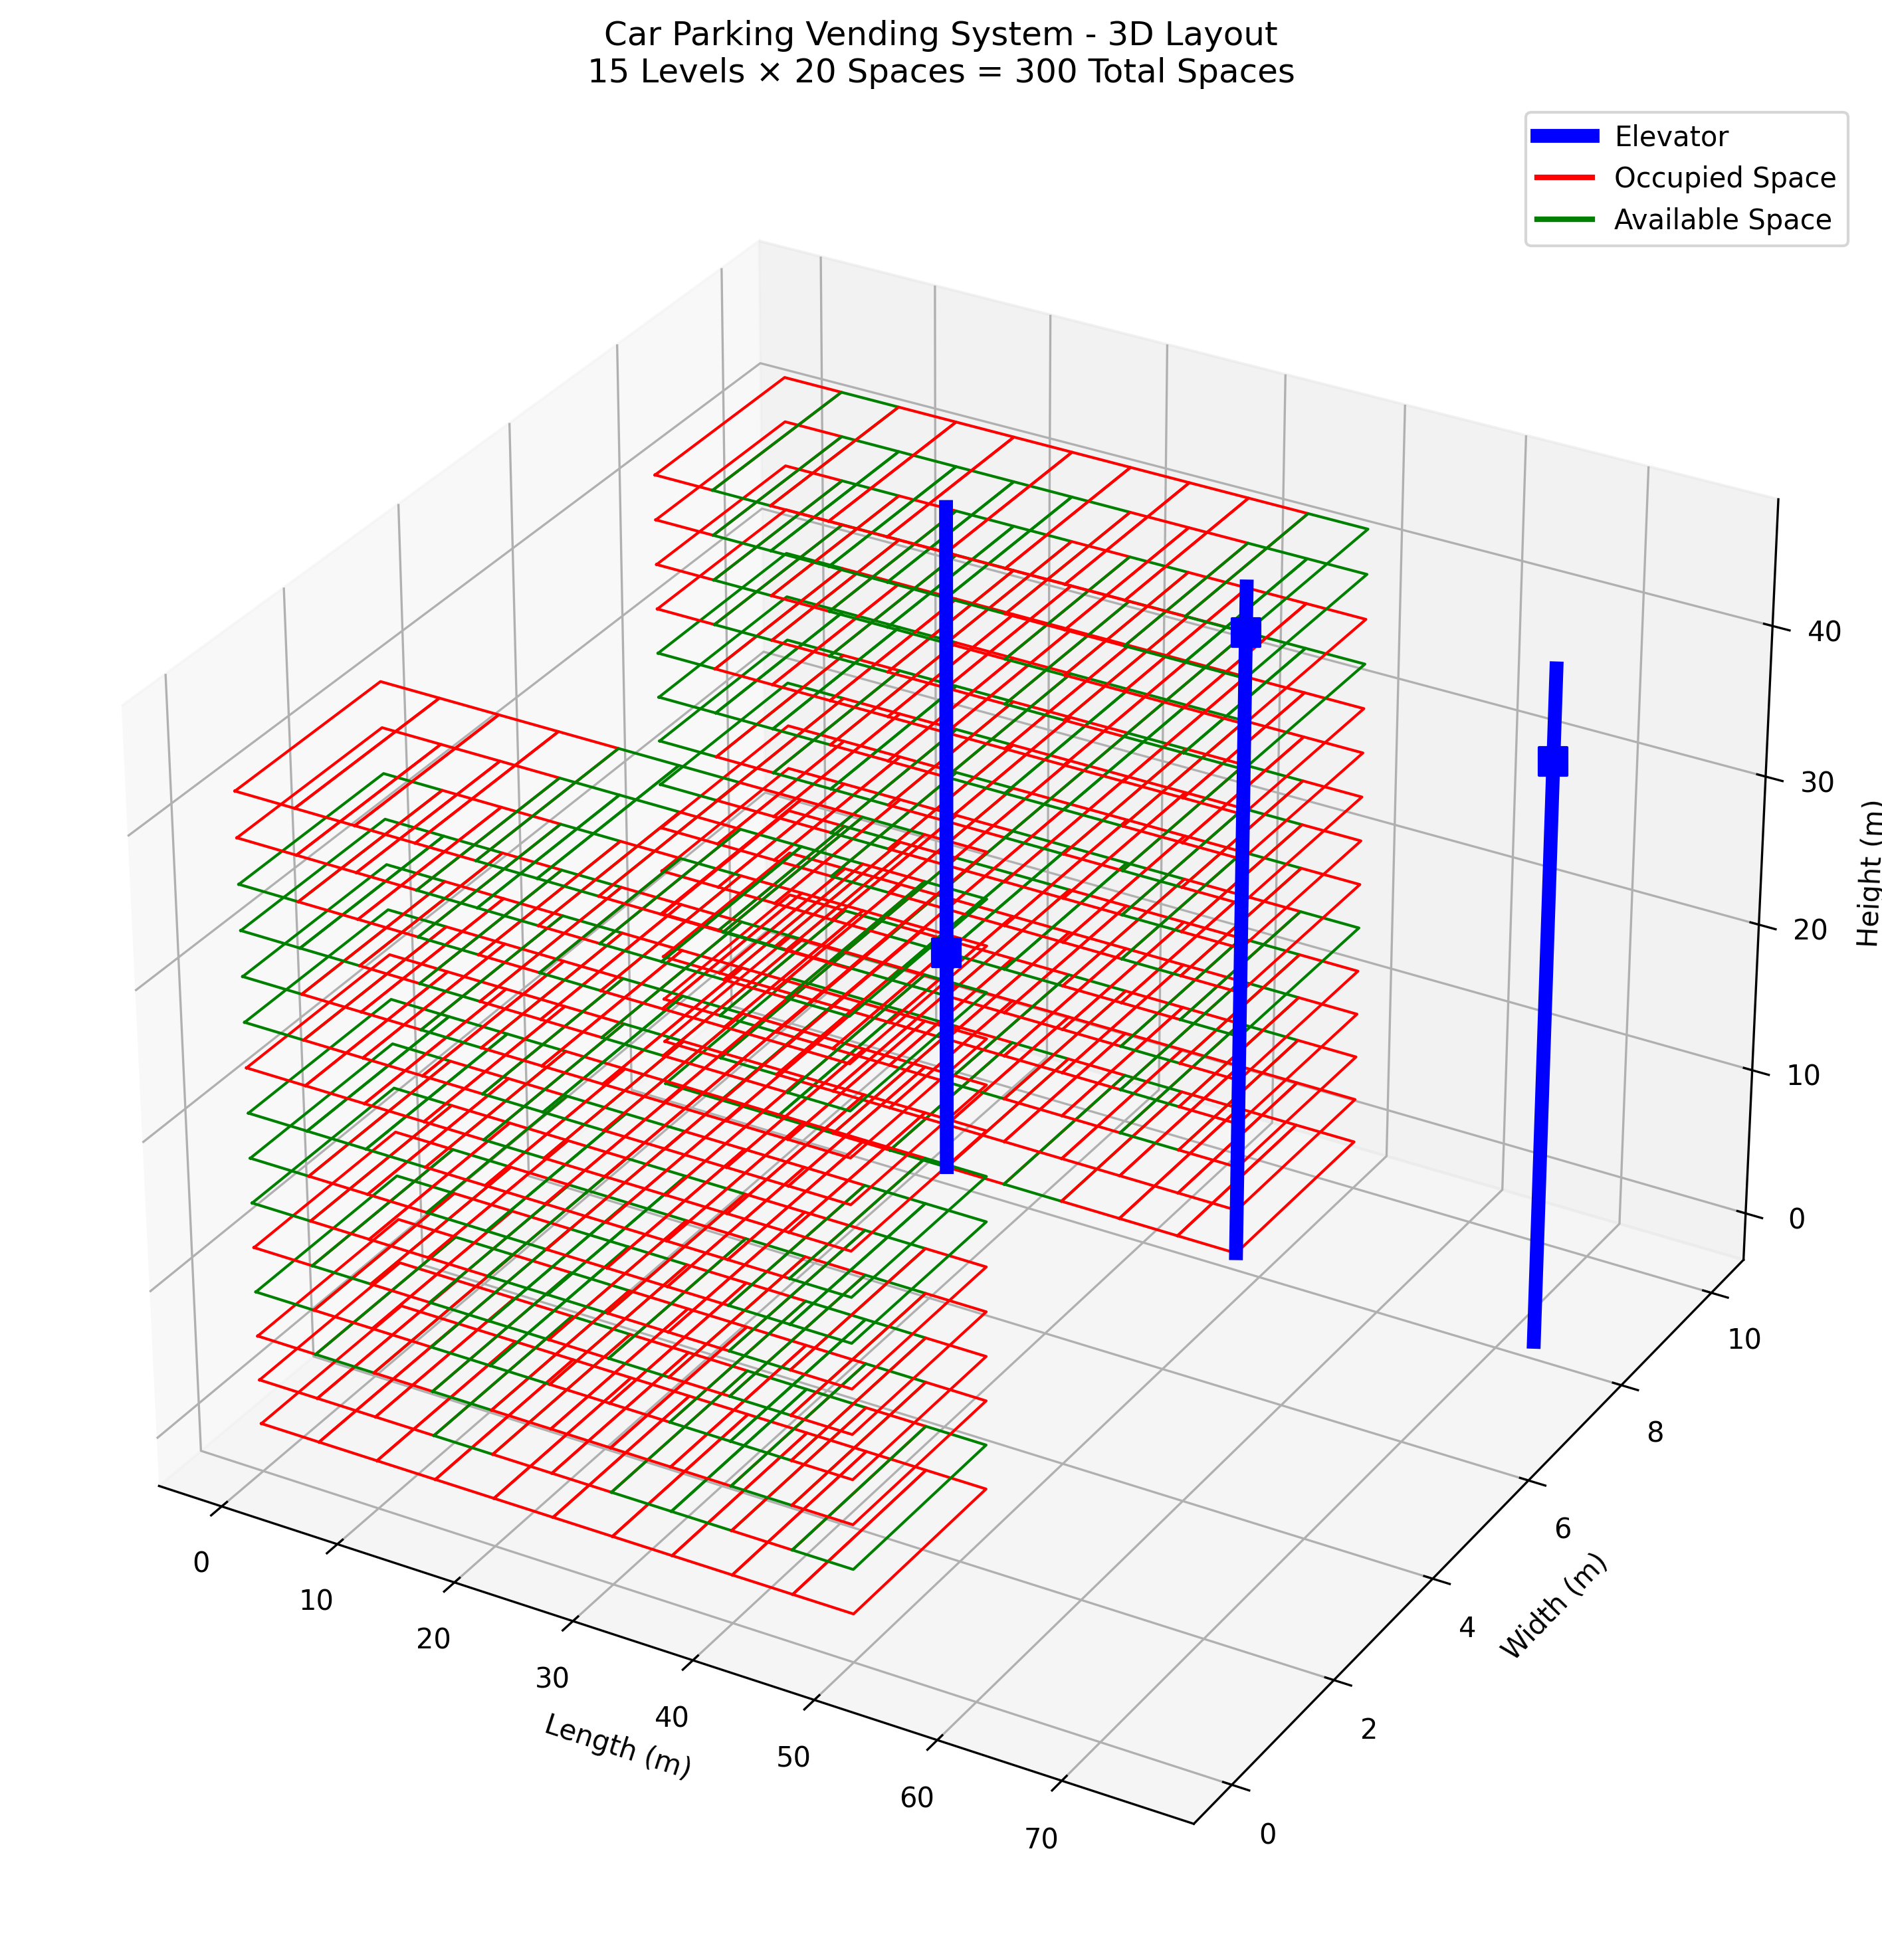 Car Parking Vending System - 3D Layout
15 Levels × 20 Spaces = 300 Total Spaces
Elevator
Occupied Space
Available Space
40
30
20
10
0
Height (m)
10
8
6
4
2
0
Width (m)
0
10
20
30
40
50
60
70
Length (m)